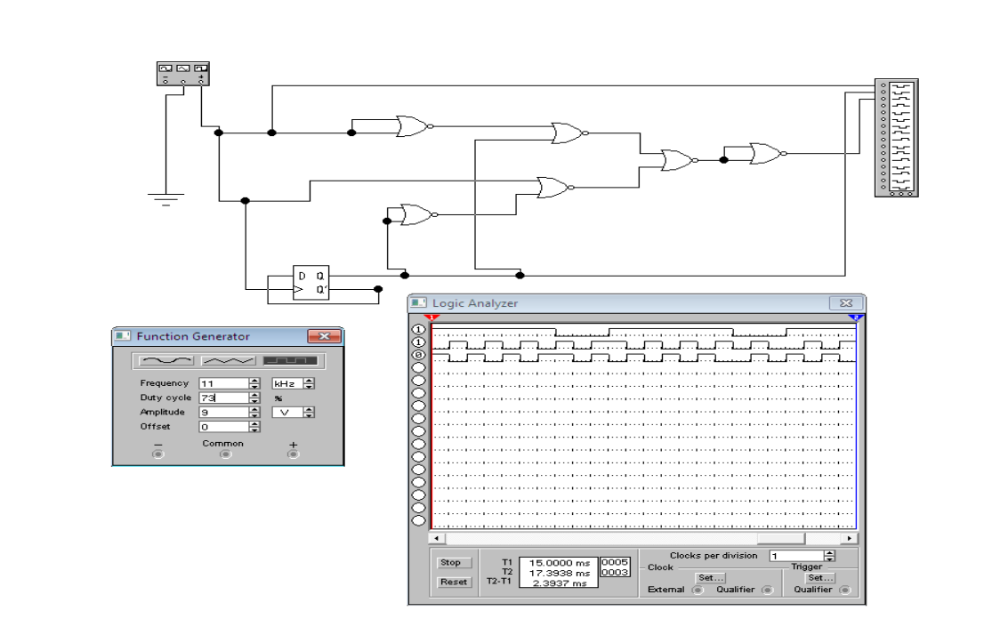 − +
D Q
> Q'
Logic Analyzer
1 2
1
1
0
Function Generator
Frequency 11 kHz
Duty cycle 73 %
Amplitude 9 V
Offset 0
− Common +
Stop
Reset
T1 15.0000 ms 0005
T2 17.3938 ms 0003
T2-T1 2.3937 ms
Clocks per division 1
Clock
Set...
External Qualifier
Trigger
Set...
Qualifier